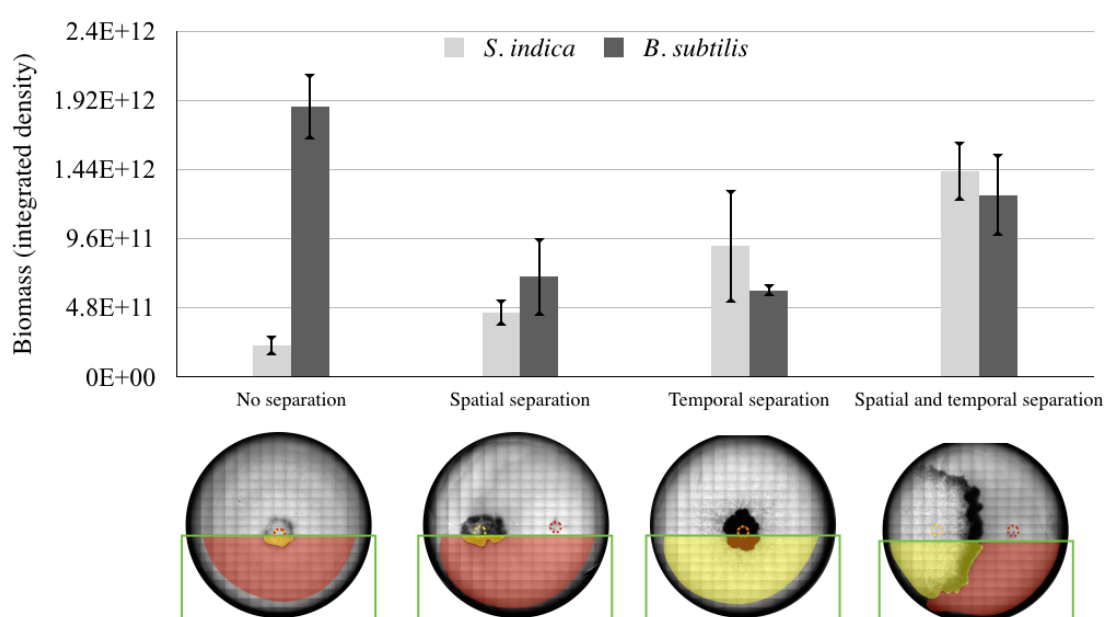 Biomass (integrated density)
2.4E+12
1.92E+12
1.44E+12
9.6E+11
4.8E+11
0E+00
S. indica
B. subtilis
No separation
Spatial separation
Temporal separation
Spatial and temporal separation